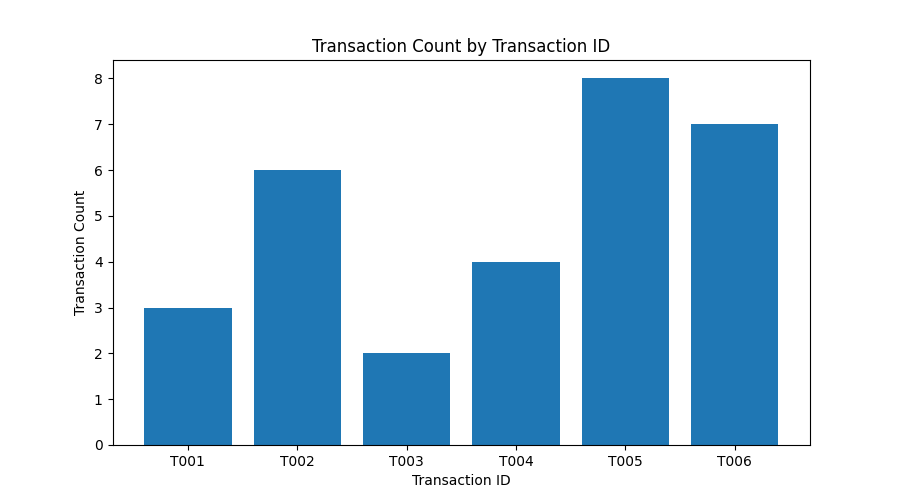 Transaction Count by Transaction ID
Transaction Count
8
7
6
5
4
3
2
1
0
T001 T002 T003 T004 T005 T006
Transaction ID